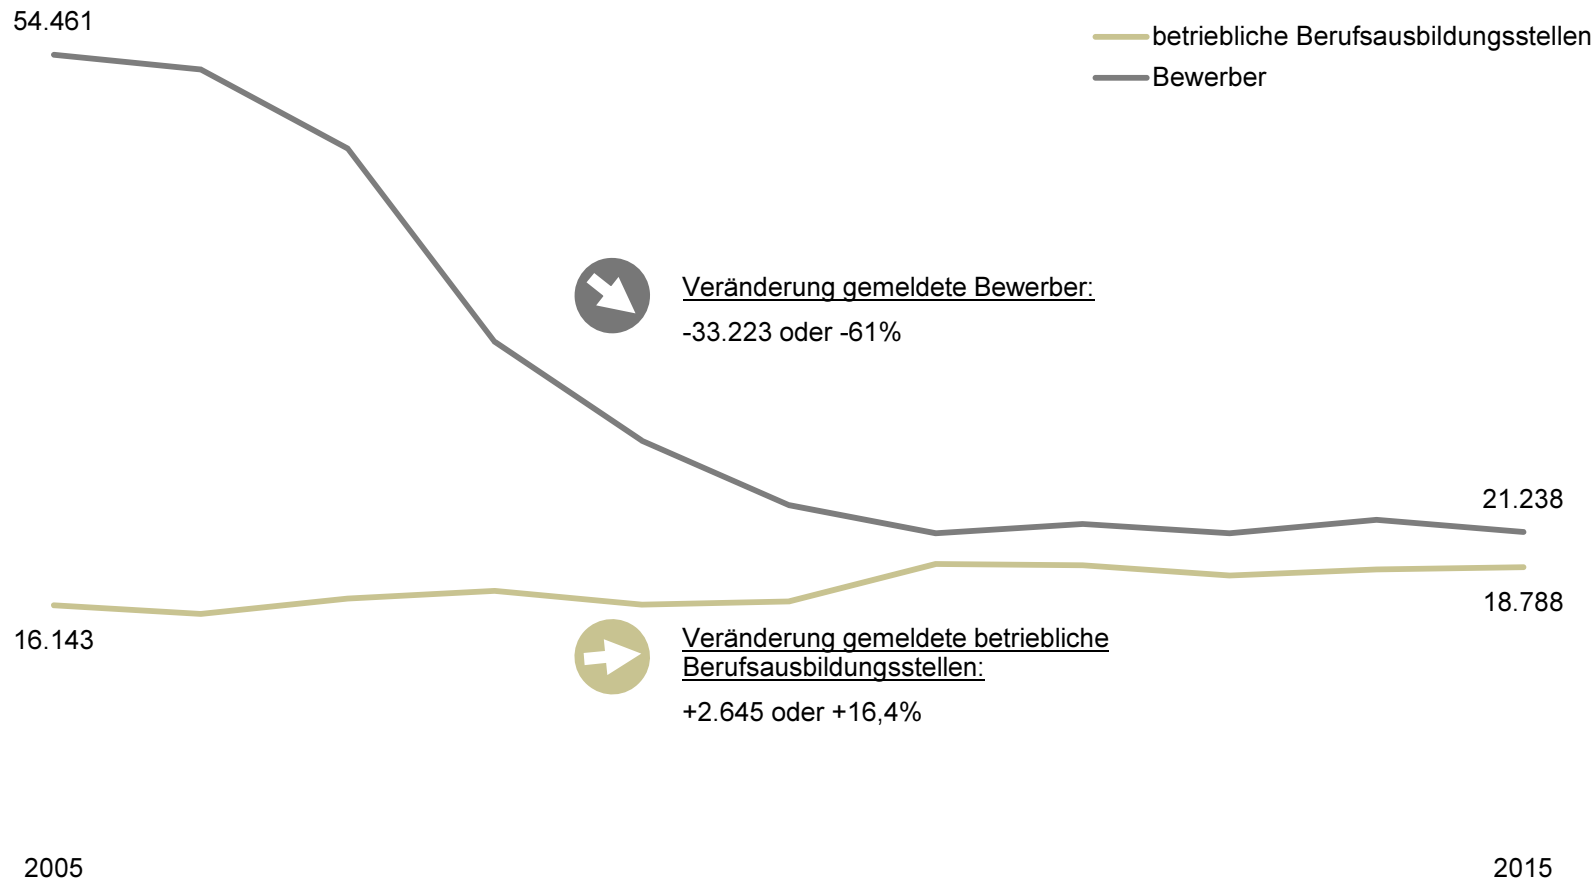 54.461
betriebliche Berufsausbildungsstellen
Bewerber
Veränderung gemeldete Bewerber:
-33.223 oder -61%
21.238
18.788
16.143
Veränderung gemeldete betriebliche
Berufsausbildungsstellen:
+2.645 oder +16,4%
2005
2015